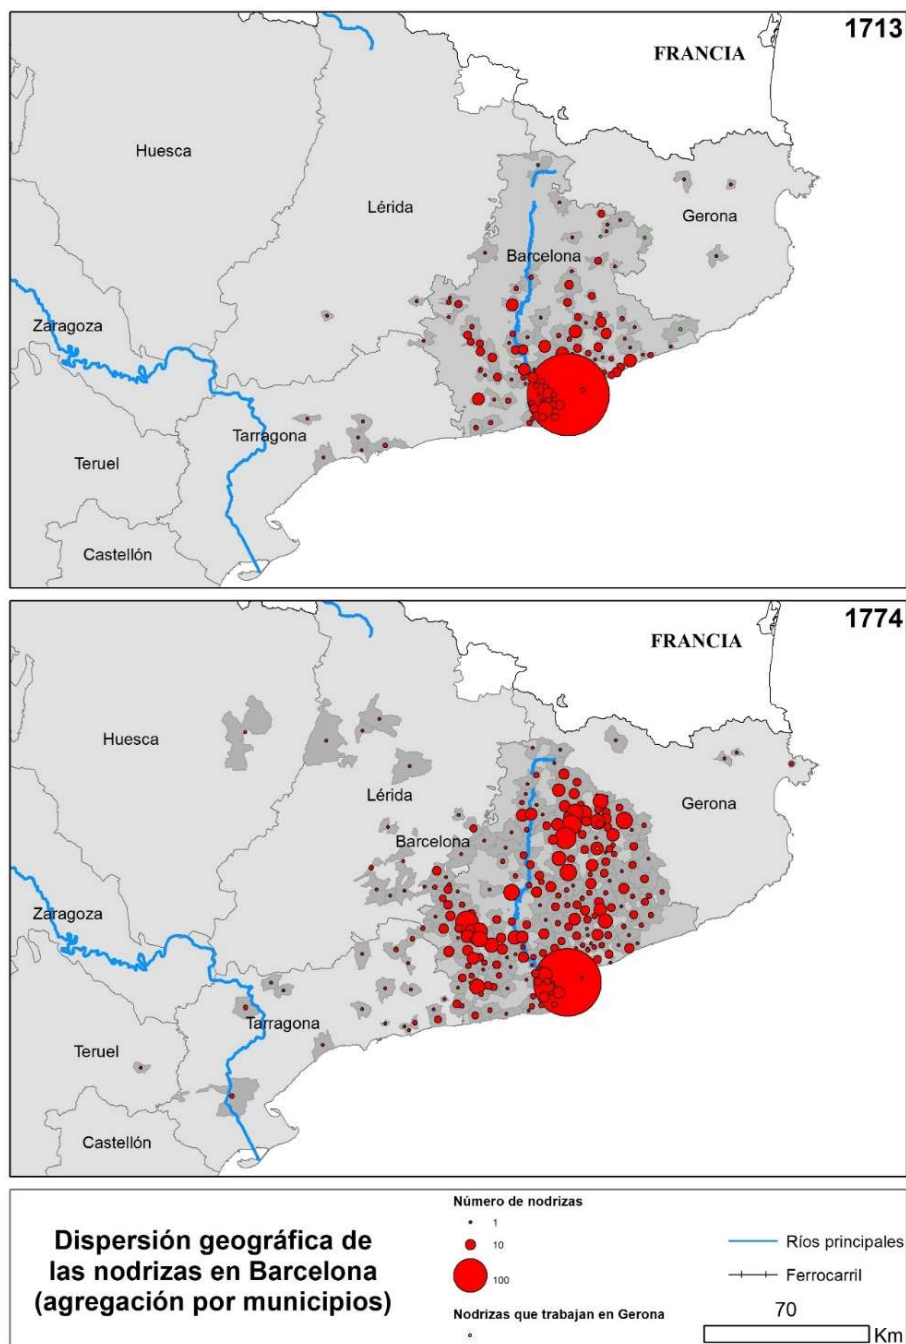 1713
FRANCIA
Huesca
Lérida
Gerona
Barcelona
Zaragoza
Tarragona
Teruel
Castellón
1774
FRANCIA
Huesca
Lérida
Gerona
Barcelona
Zaragoza
Tarragona
Teruel
Castellón
Dispersión geográfica de
las nodrizas en Barcelona
(agregación por municipios)
Número de nodrizas
1
10
100
Nodrizas que trabajan en Gerona
Ríos principales
Ferrocarril
70
Km